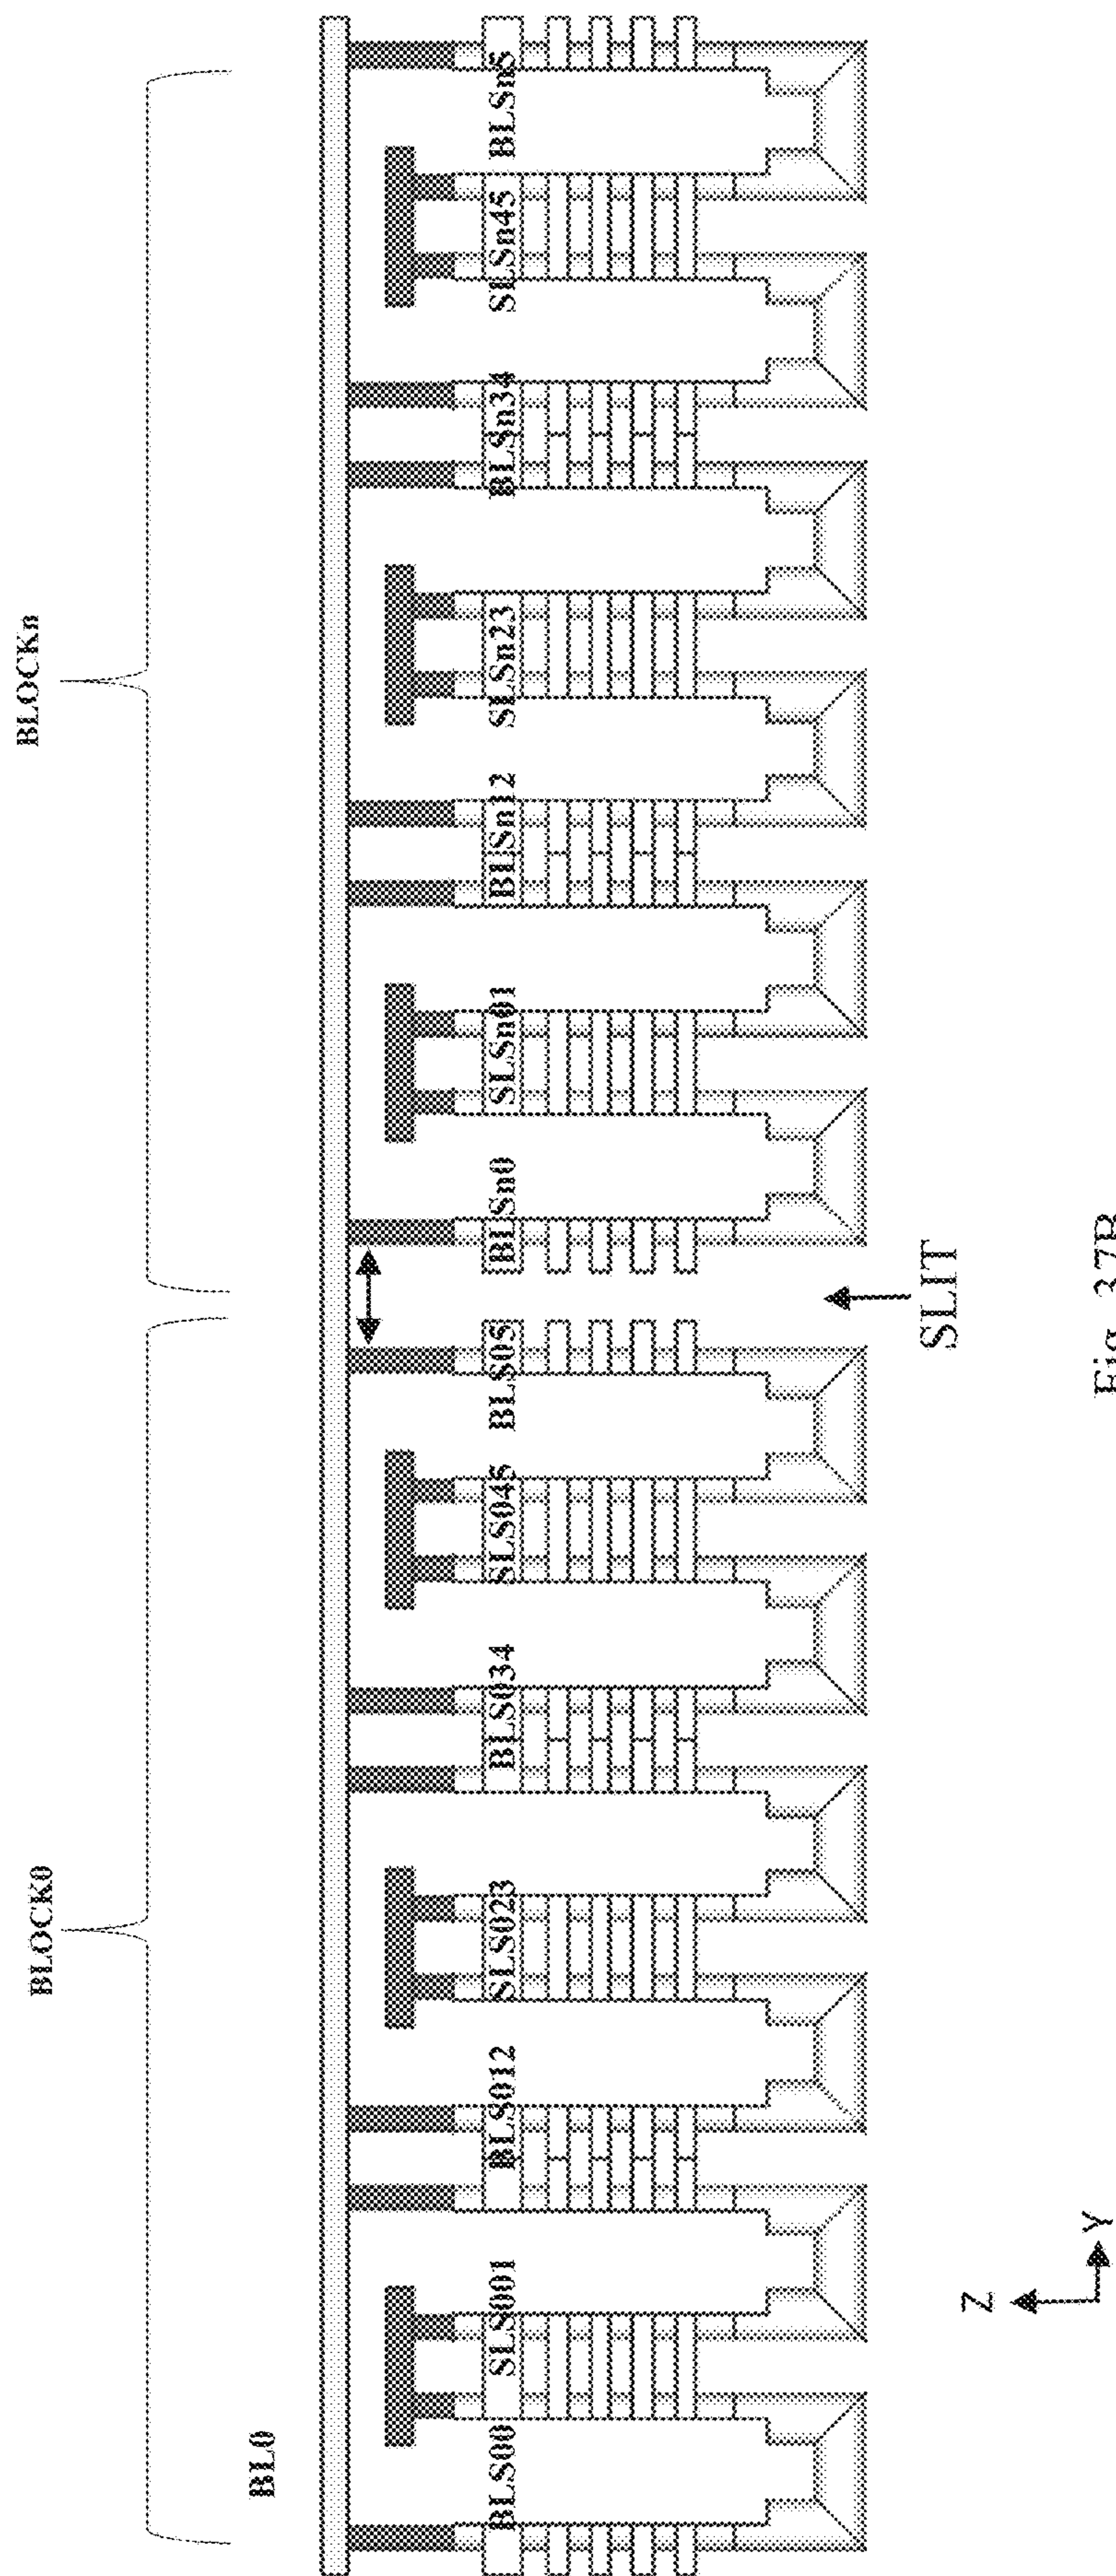 BLOCK0
BLOCKn
BL0
BLS00
SLS001
BLS012
SLS023
BLS034
SLS045
BLS05
BLSn0
SLSn01
BLSn12
SLSn23
BLSn34
SLSn45
BLSn5
SLIT
Z
Y
Fig. 37B